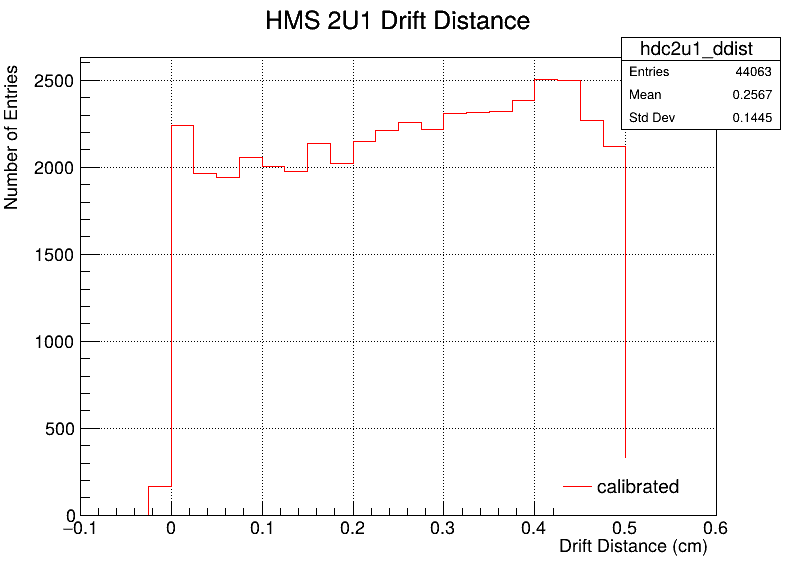 HMS 2U1 Drift Distance
hdc2u1_ddist
Entries 44063
Mean 0.2567
Std Dev 0.1445
Number of Entries
2500
2000
1500
1000
500
0
−0.1 0 0.1 0.2 0.3 0.4 0.5 0.6
calibrated
Drift Distance (cm)